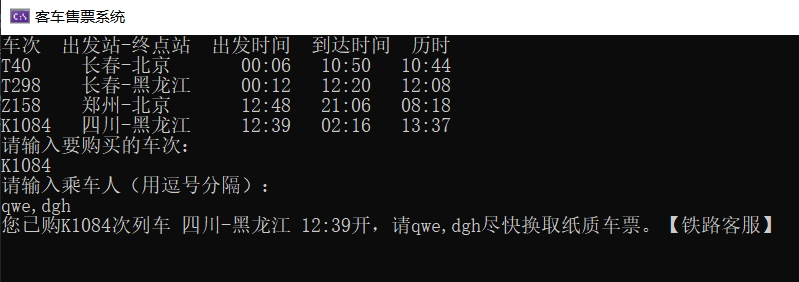 C:\ 客车售票系统
车次 出发站-终点站 出发时间 到达时间 历时
T40 长春-北京 00:06 10:50 10:44
T298 长春-黑龙江 00:12 12:20 12:08
Z158 郑州-北京 12:48 21:06 08:18
K1084 四川-黑龙江 12:39 02:16 13:37
请输入要购买的车次：
K1084
请输入乘车人（用逗号分隔）：
qwe,dgh
您已购K1084次列车 四川-黑龙江 12:39开，请qwe,dgh尽快换取纸质车票。【铁路客服】